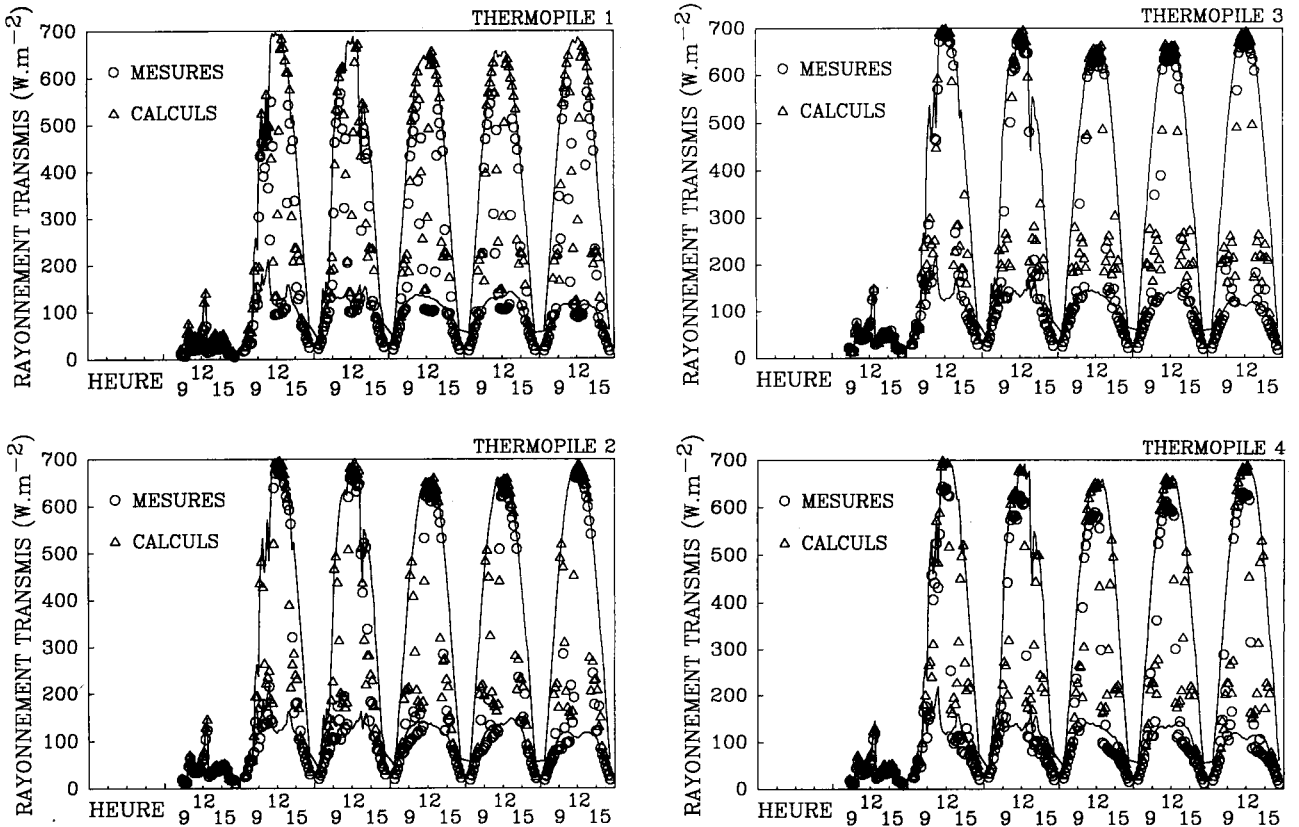 THERMOPILE 1
RAYONNEMENT TRANSMIS (W.m−2)
700
600
500
400
300
200
100
0
○ MESURES
△ CALCULS
HEURE
12 12 12 12 12 12
9 15 9 15 9 15 9 15 9 15 9 15
THERMOPILE 3
RAYONNEMENT TRANSMIS (W.m−2)
700
600
500
400
300
200
100
0
○ MESURES
△ CALCULS
HEURE
12 12 12 12 12 12
9 15 9 15 9 15 9 15 9 15 9 15
THERMOPILE 2
RAYONNEMENT TRANSMIS (W.m−2)
700
600
500
400
300
200
100
0
○ MESURES
△ CALCULS
HEURE
12 12 12 12 12 12
9 15 9 15 9 15 9 15 9 15 9 15
THERMOPILE 4
RAYONNEMENT TRANSMIS (W.m−2)
700
600
500
400
300
200
100
0
○ MESURES
△ CALCULS
HEURE
12 12 12 12 12 12
9 15 9 15 9 15 9 15 9 15 9 15